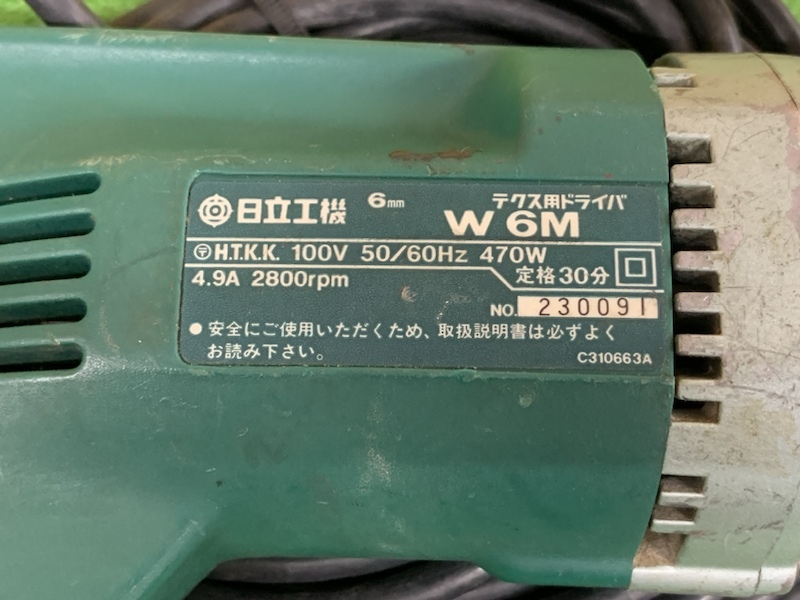 日立工機 6mm テクス用ドライバ
W 6M
〒 H.T.K.K. 100V 50/60Hz 470W
4.9A 2800rpm 定格30分
NO. 230091
● 安全にご使用いただくため、取扱説明書は必ずよく
お読み下さい。
C310663A